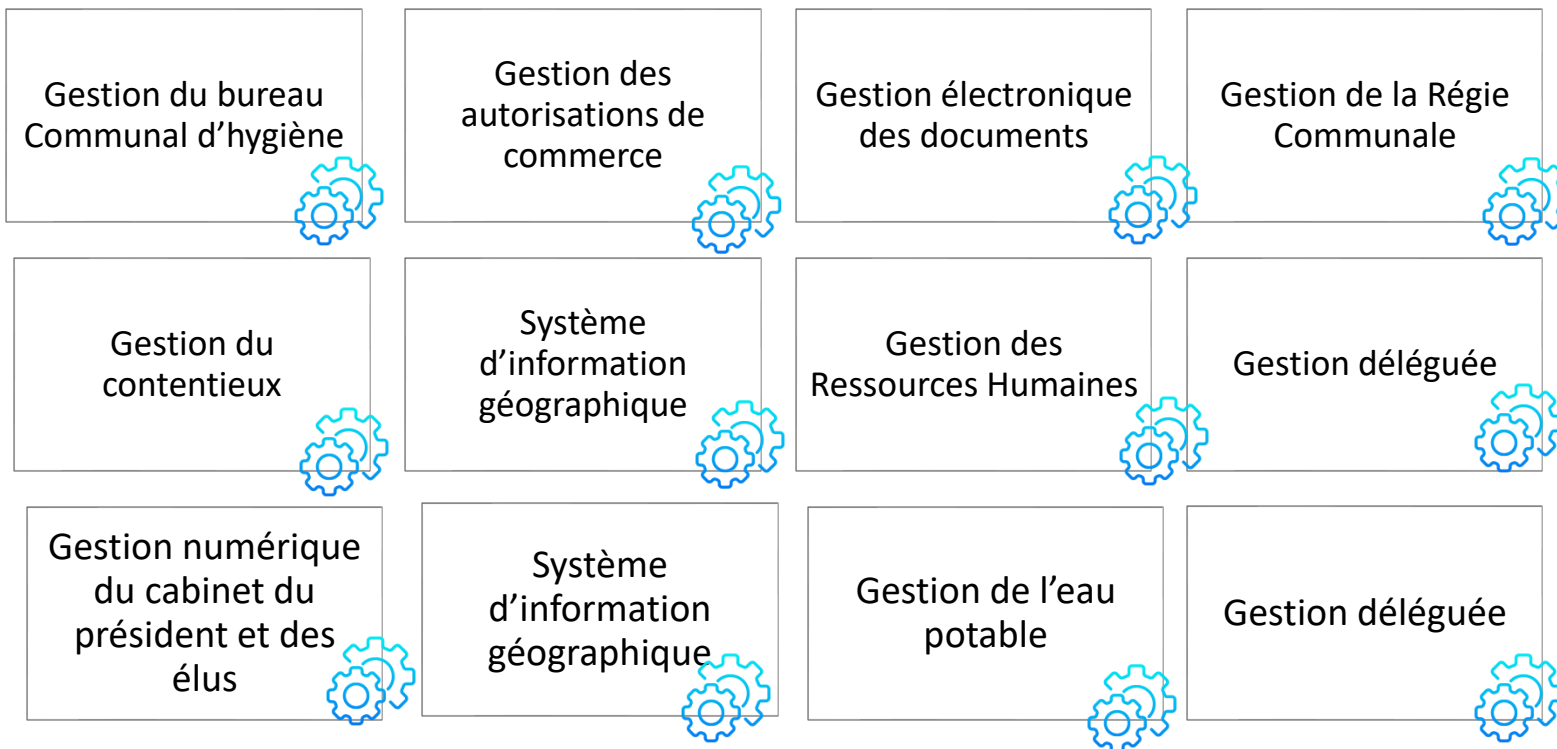 Gestion du bureau
Communal d’hygiène
Gestion des
autorisations de
commerce
Gestion électronique
des documents
Gestion de la Régie
Communale
Gestion du
contentieux
Système
d’information
géographique
Gestion des
Ressources Humaines
Gestion déléguée
Gestion numérique
du cabinet du
président et des
élus
Système
d’information
géographique
Gestion de l’eau
potable
Gestion déléguée